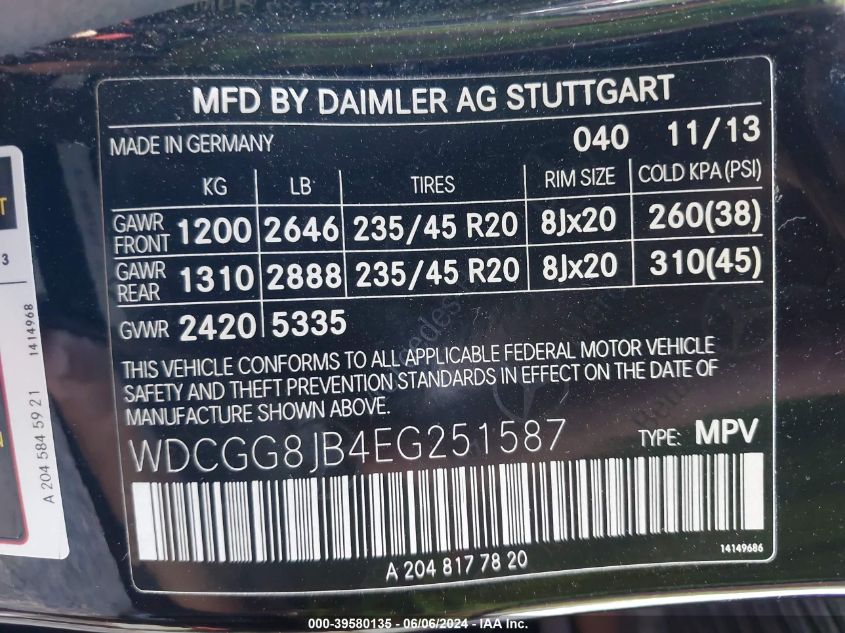 MFD BY DAIMLER AG STUTTGART
MADE IN GERMANY 040 11/13
KG LB TIRES RIM SIZE COLD KPA (PSI)
GAWR FRONT 1200 2646 235/45 R20 8Jx20 260(38)
GAWR REAR 1310 2888 235/45 R20 8Jx20 310(45)
GVWR 2420 5335
THIS VEHICLE CONFORMS TO ALL APPLICABLE FEDERAL MOTOR VEHICLE
SAFETY AND THEFT PREVENTION STANDARDS IN EFFECT ON THE DATE OF
MANUFACTURE SHOWN ABOVE.
WDCGG8JB4EG251587 TYPE: MPV
14149686
A 204 817 78 20
A 204 584 59 21 1414968
3
000-39580135 - 06/06/2024 - IAA Inc.